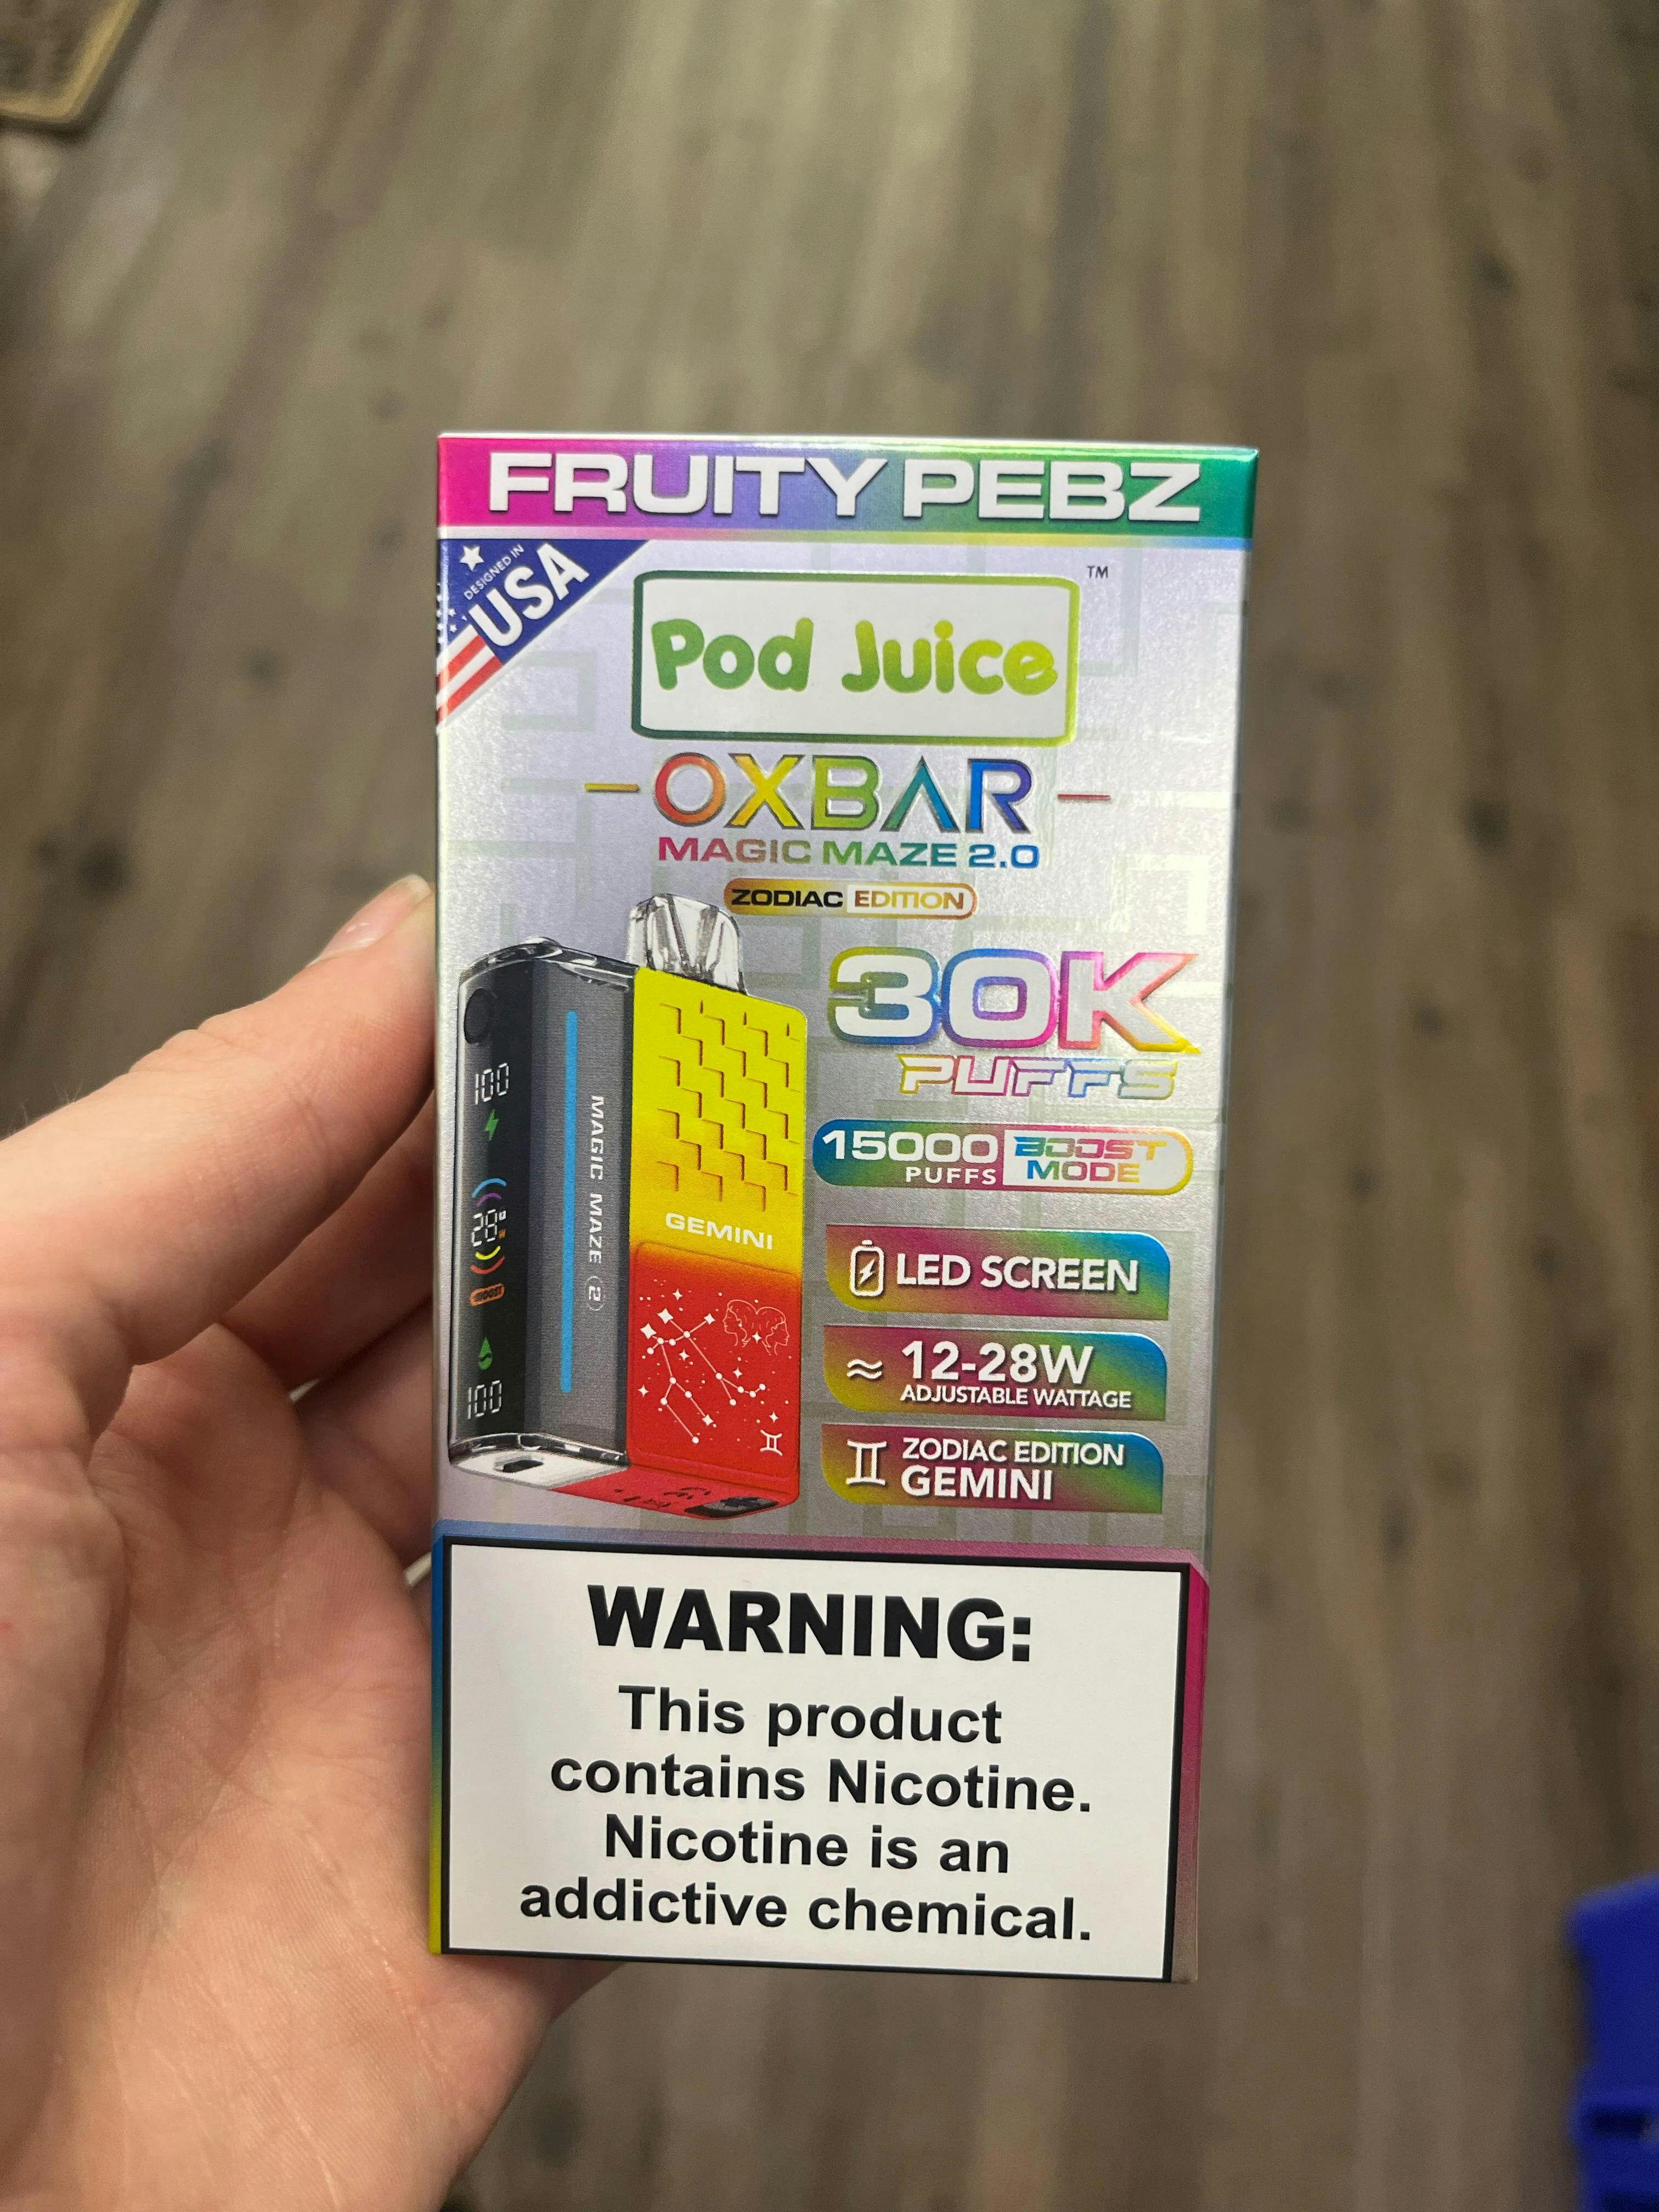 FRUITY PEBZ
DESIGNED IN
USA
Pod Juice
™
OXBAR
MAGIC MAZE 2.0
ZODIAC EDITION
30K
PUFFS
15000
PUFFS
BOOST
MODE
100
28
W
BOOST
100
MAGIC MAZE (2)
GEMINI
LED SCREEN
12-28W
ADJUSTABLE WATTAGE
ZODIAC EDITION
GEMINI
WARNING:
This product
contains Nicotine.
Nicotine is an
addictive chemical.